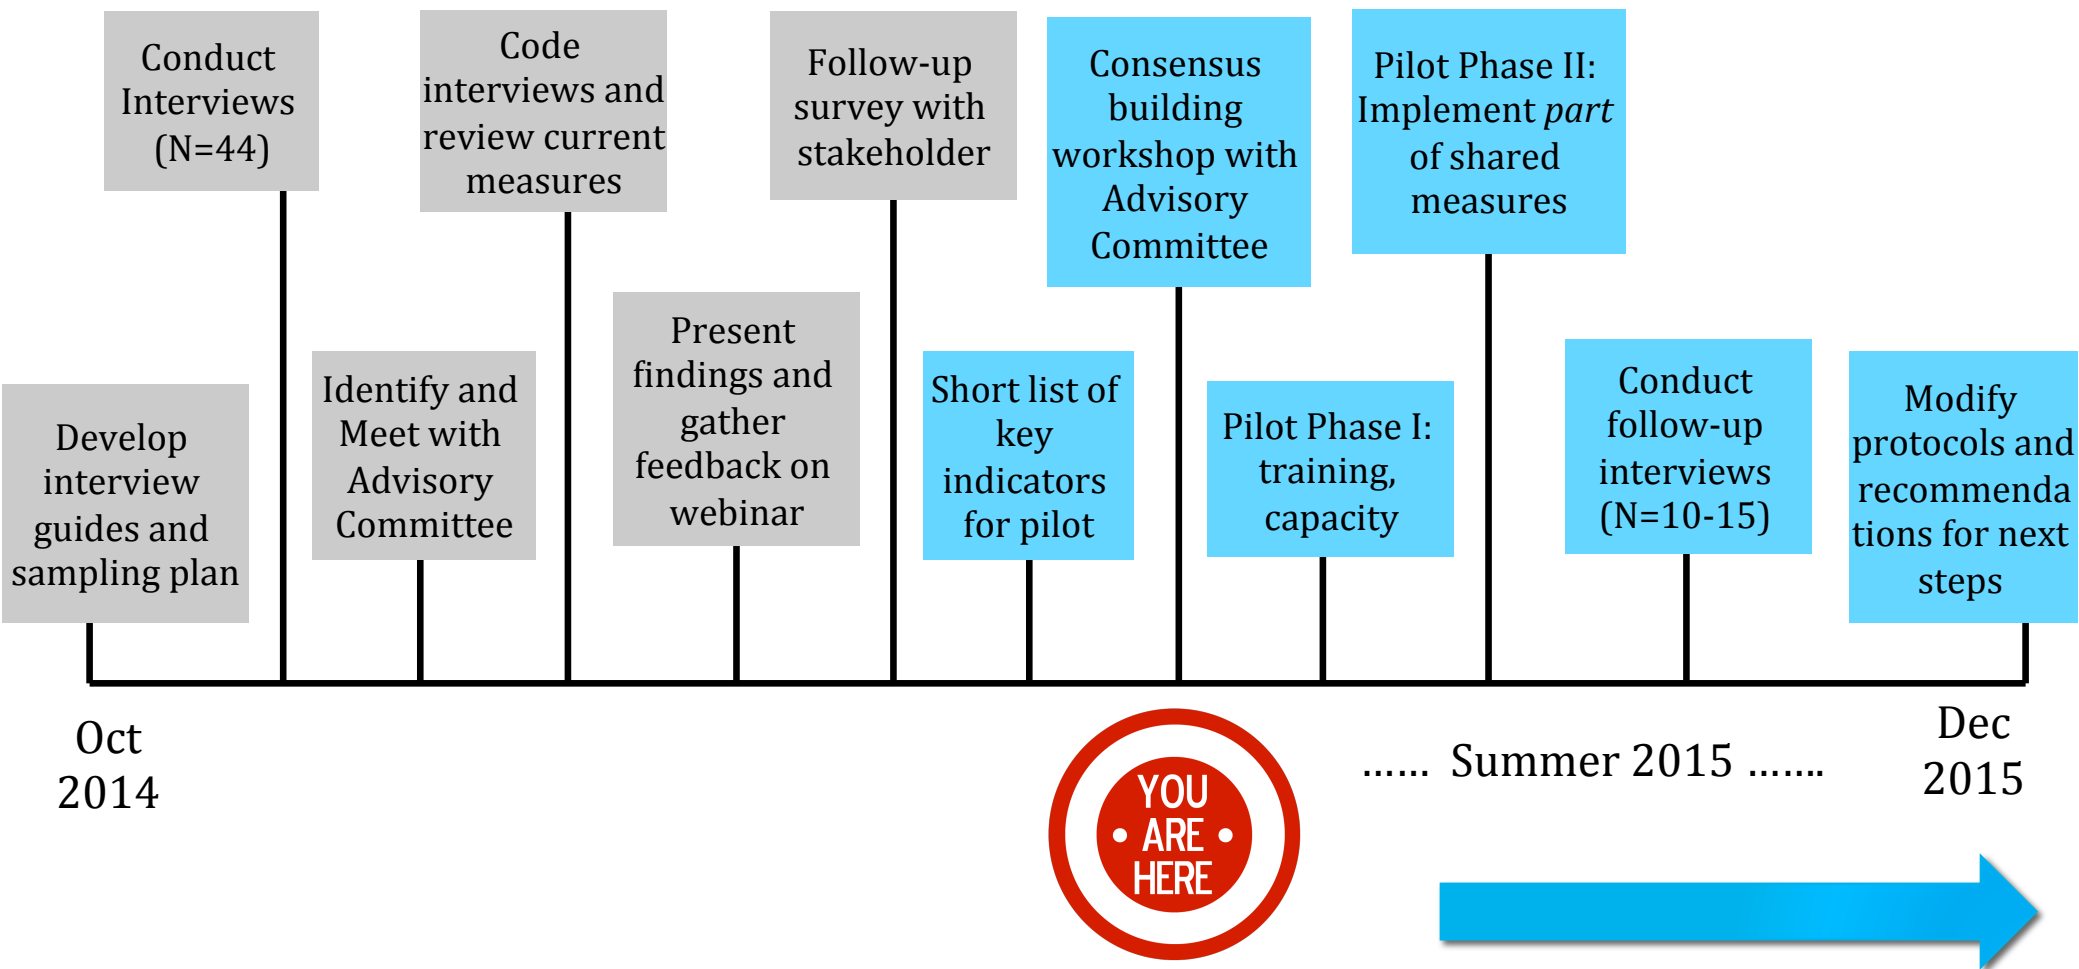 Conduct
Interviews
(N=44)
Code
interviews and
review current
measures
Follow-up
survey with
stakeholder
Consensus
building
workshop with
Advisory
Committee
Pilot Phase II:
Implement part
of shared
measures
Develop
interview
guides and
sampling plan
Identify and
Meet with
Advisory
Committee
Present
findings and
gather
feedback on
webinar
Short list of
key
indicators
for pilot
Pilot Phase I:
training,
capacity
Conduct
follow-up
interviews
(N=10-15)
Modify
protocols and
recommenda
tions for next
steps
Oct
2014
YOU
• ARE •
HERE
...... Summer 2015 .......
Dec
2015